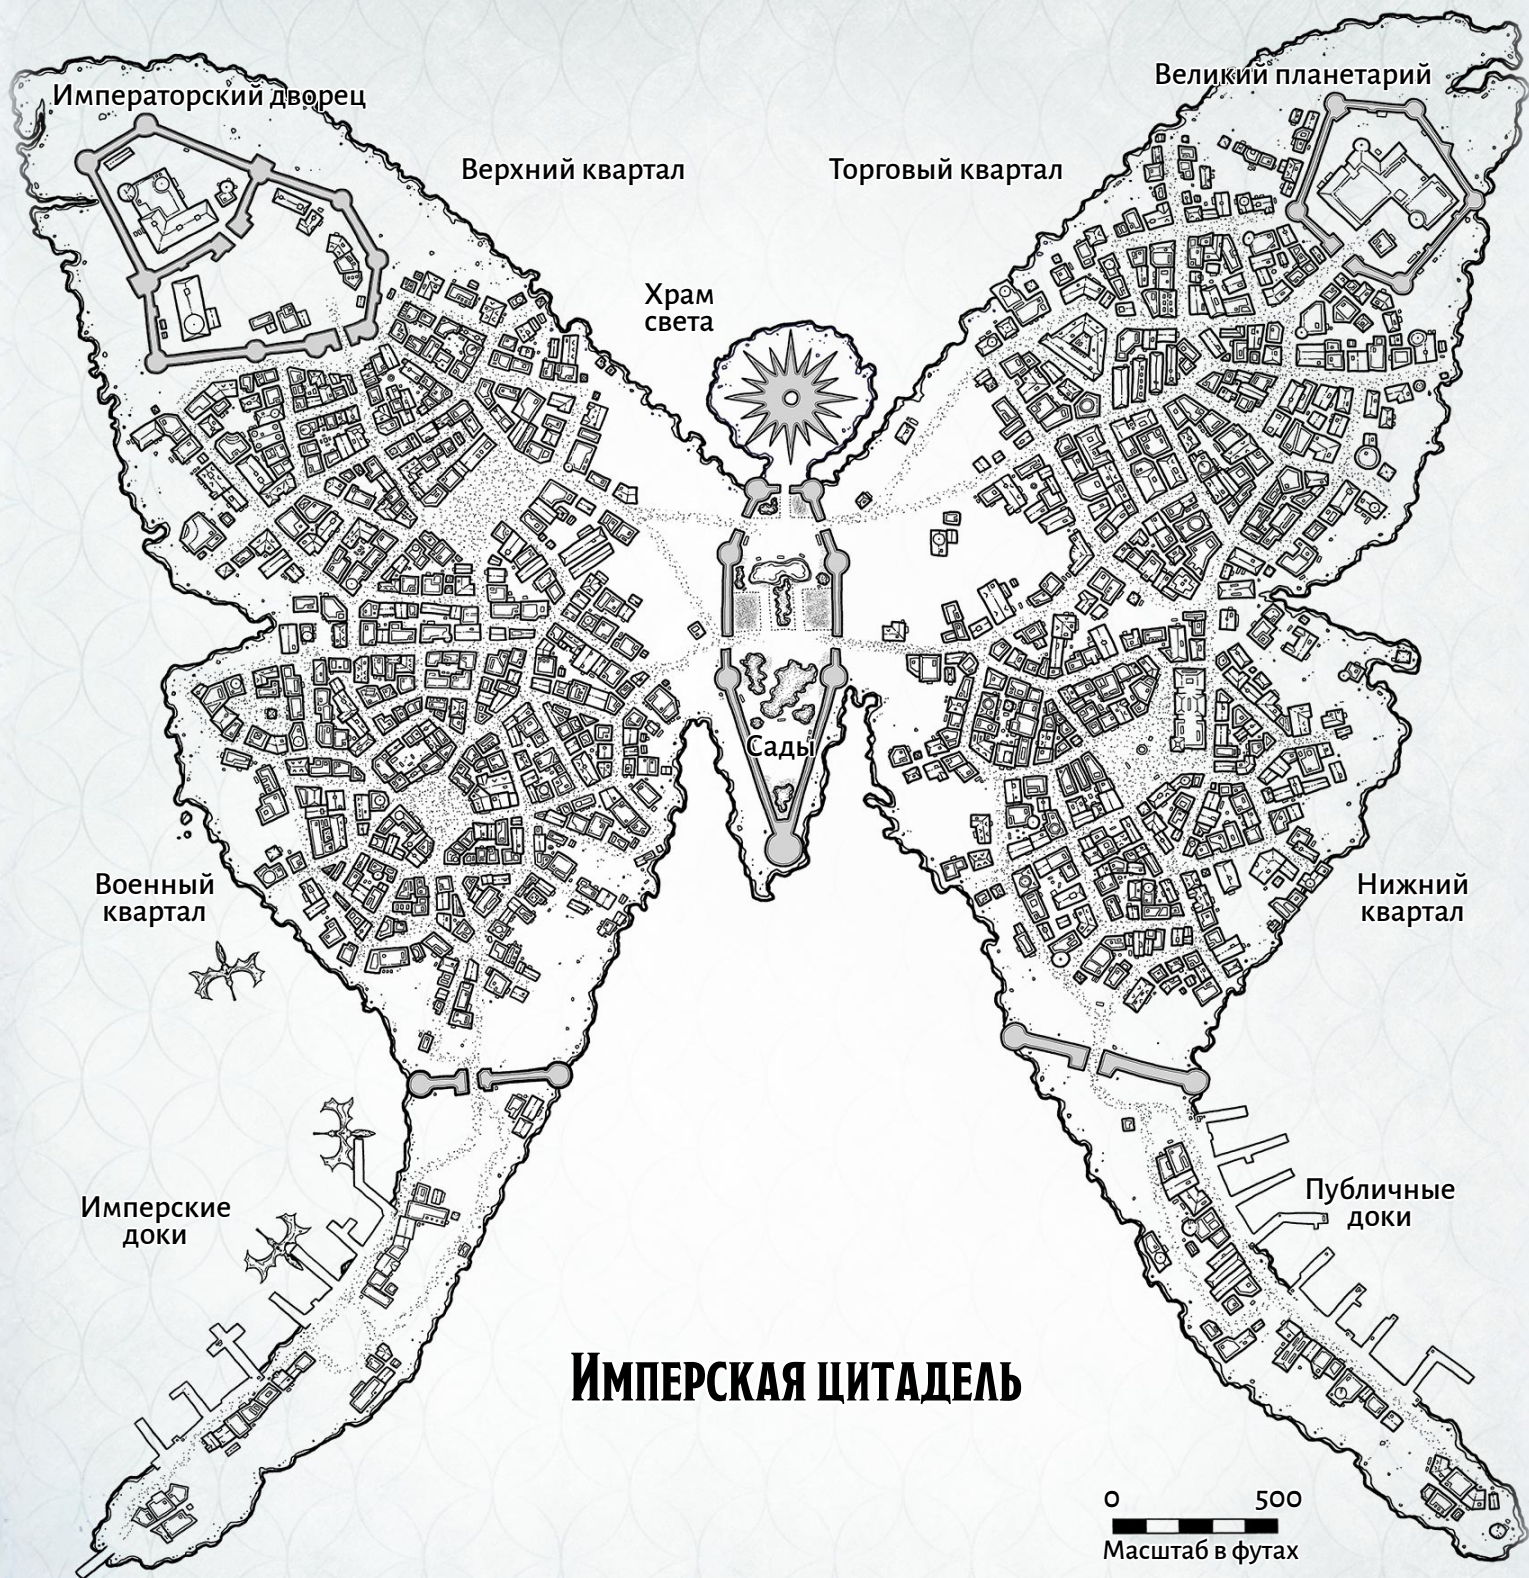 Великий планетарий
Императорский дворец
Верхний квартал
Торговый квартал
Храм
света
Сады
Военный
квартал
Нижний
квартал
Имперские
доки
Публичные
доки
Имперская цитадель
0 500
Масштаб в футах